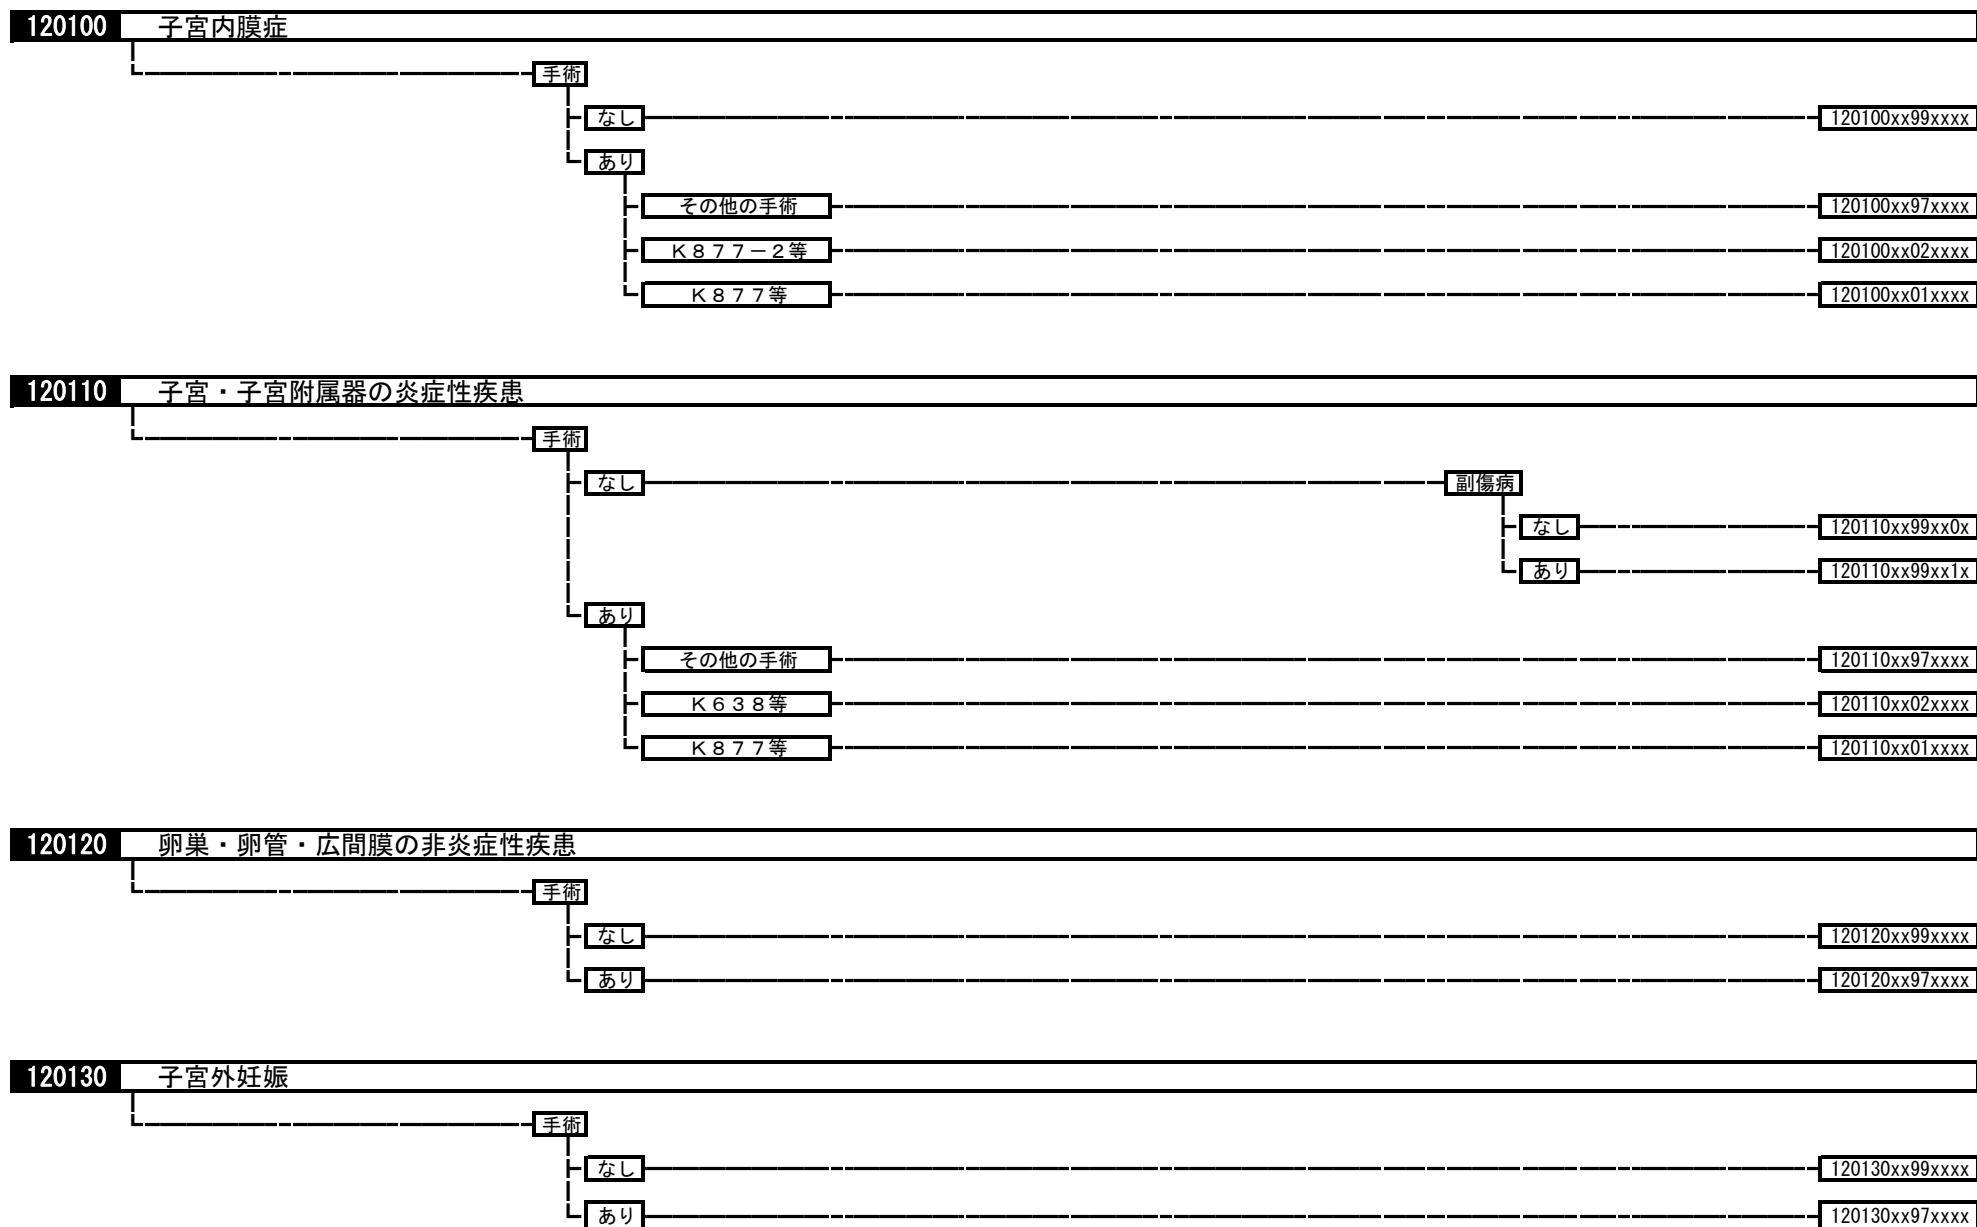 120100 子宮内膜症
手術
なし 120100xx99xxxx
あり
その他の手術 120100xx97xxxx
K877-2等 120100xx02xxxx
K877等 120100xx01xxxx
120110 子宮・子宮附属器の炎症性疾患
手術
なし 副傷病
なし 120110xx99xx0x
あり 120110xx99xx1x
あり
その他の手術 120110xx97xxxx
K638等 120110xx02xxxx
K877等 120110xx01xxxx
120120 卵巣・卵管・広間膜の非炎症性疾患
手術
なし 120120xx99xxxx
あり 120120xx97xxxx
120130 子宮外妊娠
手術
なし 120130xx99xxxx
あり 120130xx97xxxx